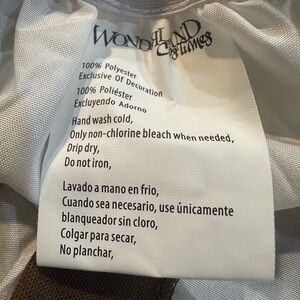 WONDERLAND
Costumes
100% Polyester
Exclusive Of Decoration
100% Poliéster
Excluyendo Adorno
Hand wash cold,
Only non-chlorine bleach when needed,
Drip dry,
Do not iron,
Lavado a mano en frio,
Cuando sea necesario, use únicamente
blanqueador sin cloro,
Colgar para secar,
No planchar,